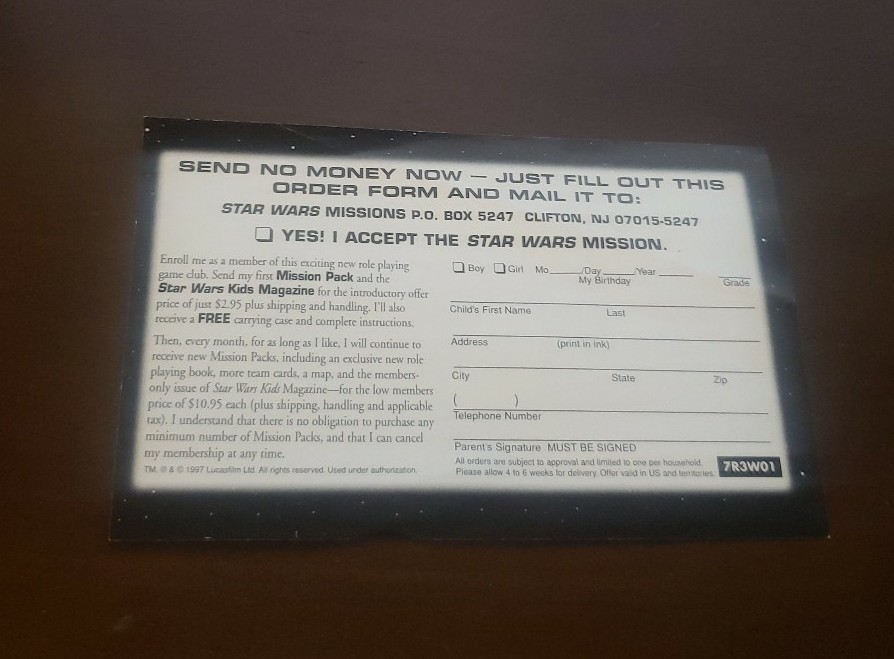 SEND NO MONEY NOW — JUST FILL OUT THIS
ORDER FORM AND MAIL IT TO:
STAR WARS MISSIONS P.O. BOX 5247 CLIFTON, NJ 07015-5247
❏ YES! I ACCEPT THE STAR WARS MISSION.
Enroll me as a member of this exciting new role playing
game club. Send my first Mission Pack and the
Star Wars Kids Magazine for the introductory offer
price of just $2.95 plus shipping and handling. I'll also
receive a FREE carrying case and complete instructions.
Then, every month, for as long as I like, I will continue to
receive new Mission Packs, including an exclusive new role
playing book, more team cards, a map, and the members-
only issue of Star Wars Kids Magazine—for the low members
price of $10.95 each (plus shipping, handling and applicable
tax). I understand that there is no obligation to purchase any
minimum number of Mission Packs, and that I can cancel
my membership at any time.
TM, ® & © 1997 Lucasfilm Ltd. All rights reserved. Used under authorization.
❏ Boy ❏ Girl Mo.____/Day____/Year____
My Birthday
Grade
Child's First Name Last
Address (print in ink)
City State Zip
( )
Telephone Number
Parent's Signature MUST BE SIGNED
All orders are subject to approval and limited to one per household.
Please allow 4 to 6 weeks for delivery. Offer valid in US and territories.
7R3W01